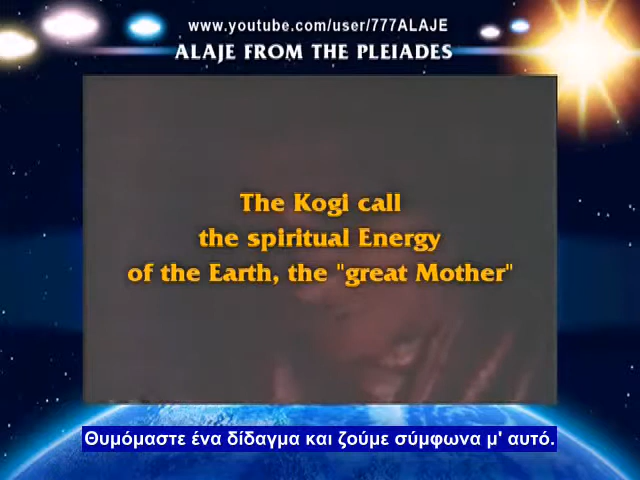 www.youtube.com/user/777ALAJE
ALAJE FROM THE PLEIADES
The Kogi call
the spiritual Energy
of the Earth, the "great Mother"
Θυμόμαστε ένα δίδαγμα και ζούμε σύμφωνα μ' αυτό.